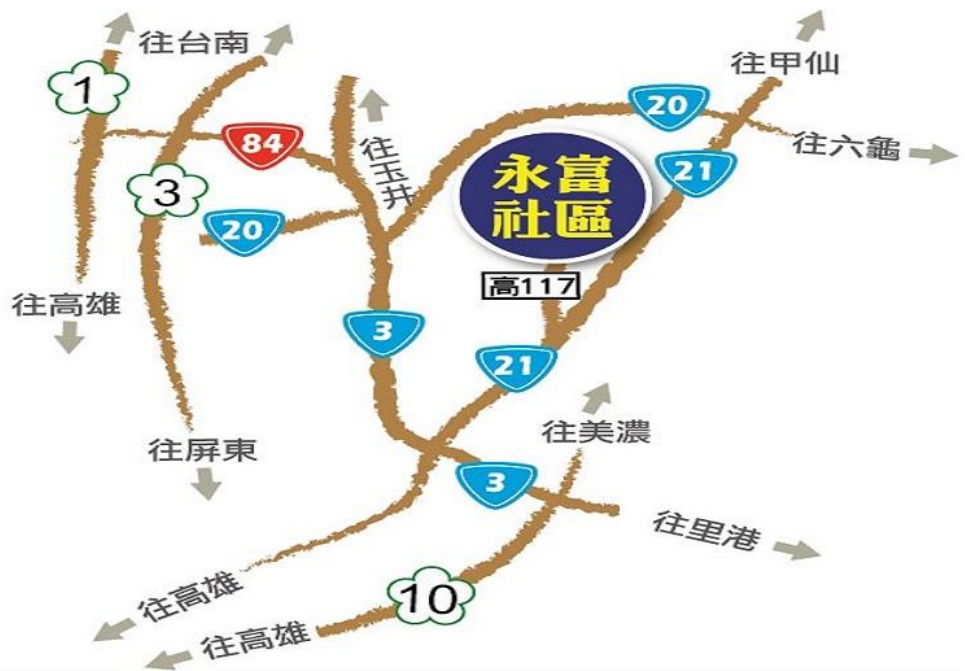 往台南
1
往甲仙
20
84
往玉井
往六龜
3
永富
社區
21
20
高117
往高雄
3
21
往屏東
往美濃
3
往里港
往高雄
10
往高雄